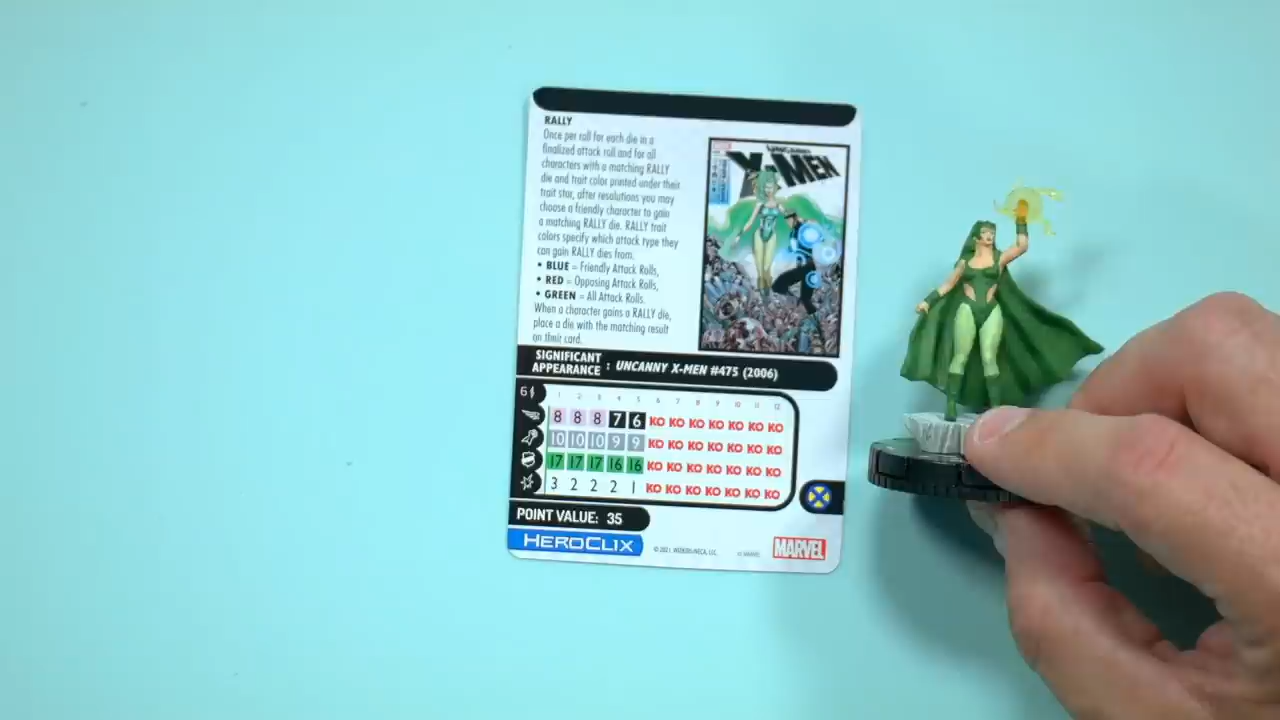 RALLY
Once per roll for each die in a
finalized attack roll and for all
characters with a matching RALLY
die and trait color printed under their
trait star, after resolutions you may
choose a friendly character to gain
a matching RALLY die. RALLY trait
colors specify which attack type they
can gain RALLY dies from.
• BLUE = Friendly Attack Rolls,
• RED = Opposing Attack Rolls,
• GREEN = All Attack Rolls.
When a character gains a RALLY die,
place a die with the matching result
on their card.
UNCANNY
X-MEN
SIGNIFICANT
APPEARANCE : UNCANNY X-MEN #475 (2006)
6
1 2 3 4 5 6 7 8 9 10 11 12
8 8 8 7 6 KO KO KO KO KO KO KO
10 10 10 9 9 KO KO KO KO KO KO KO
17 17 17 16 16 KO KO KO KO KO KO KO
3 2 2 2 1 KO KO KO KO KO KO KO
POINT VALUE: 35
HEROCLIX
© 2021 WIZKIDS/NECA, LLC.
© MARVEL
MARVEL